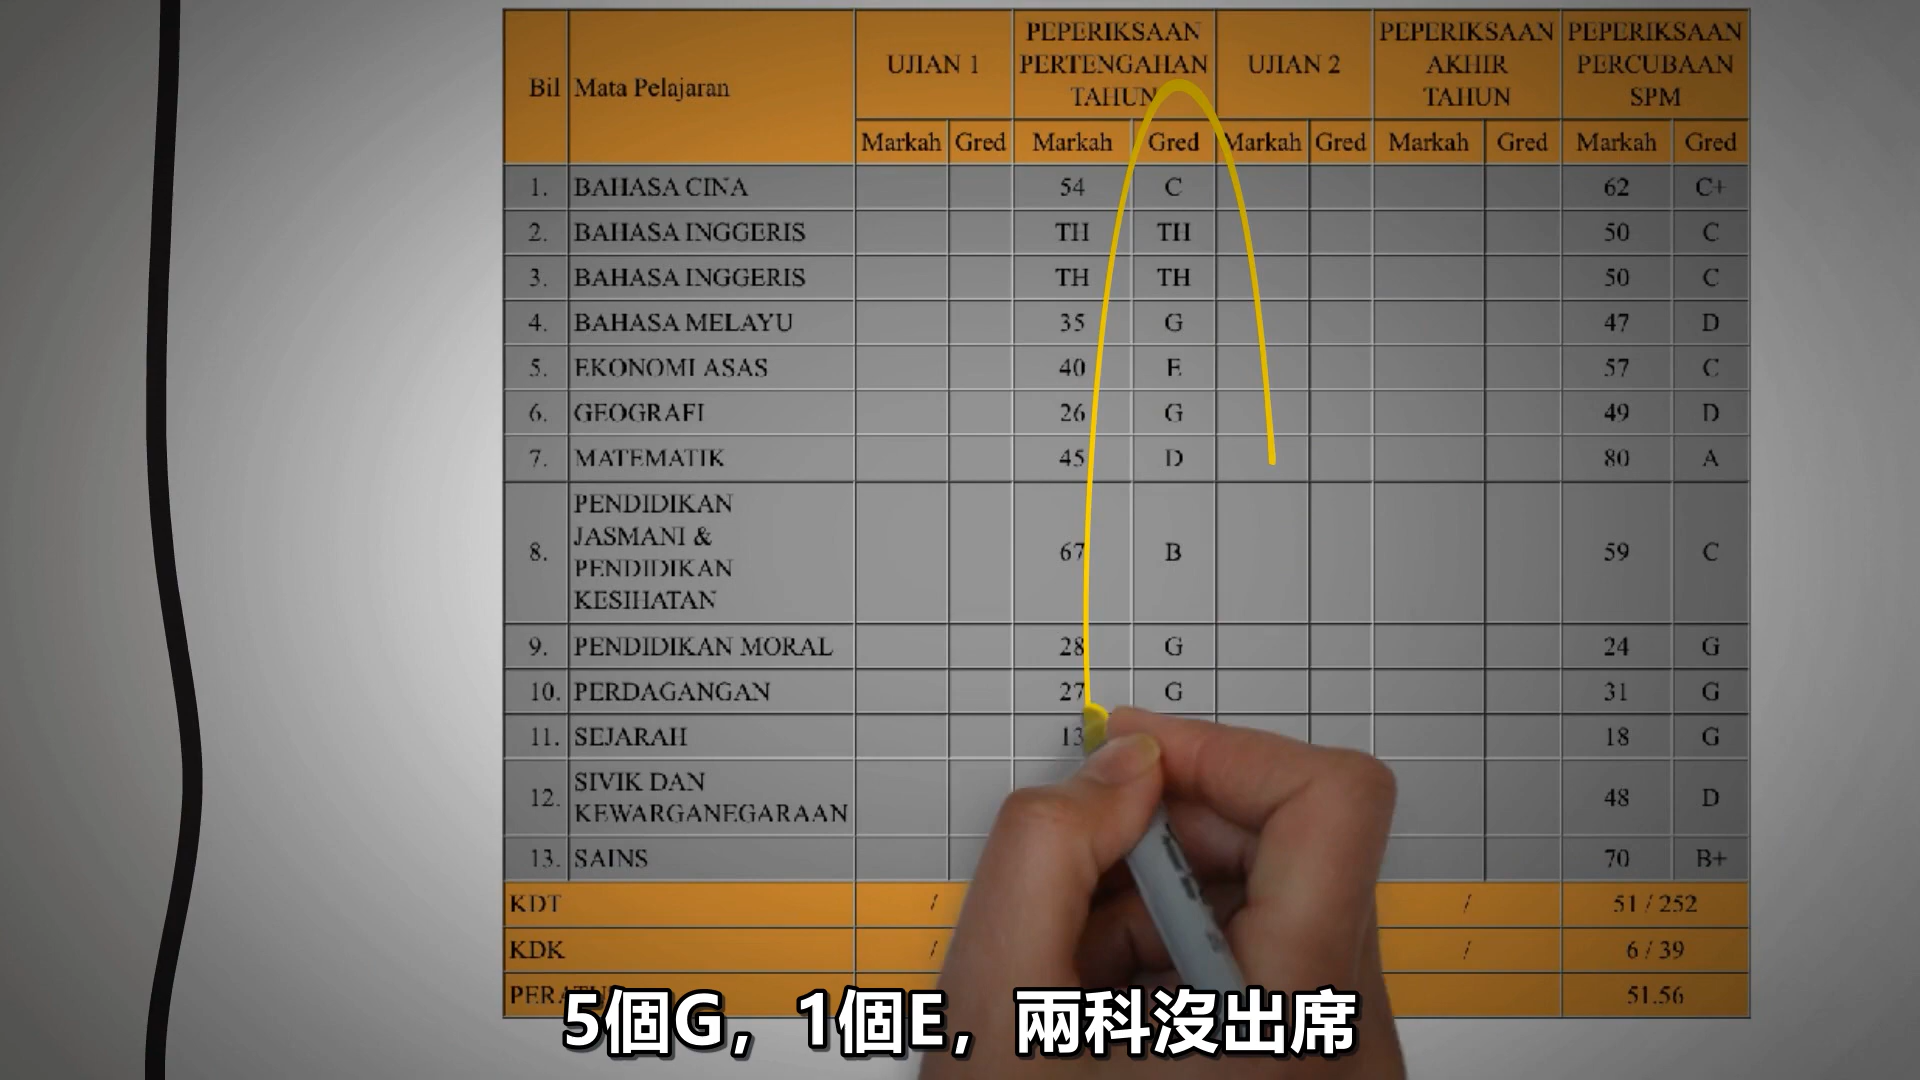 Bil Mata Pelajaran UJIAN 1 PEPERIKSAAN PERTENGAHAN TAHUN UJIAN 2 PEPERIKSAAN AKHIR TAHUN PEPERIKSAAN PERCUBAAN SPM
Markah Gred Markah Gred Markah Gred Markah Gred Markah Gred
1. BAHASA CINA 54 C 62 C+
2. BAHASA INGGERIS TH TH 50 C
3. BAHASA INGGERIS TH TH 50 C
4. BAHASA MELAYU 35 G 47 D
5. EKONOMI ASAS 40 E 57 C
6. GEOGRAFI 26 G 49 D
7. MATEMATIK 45 D 80 A
8. PENDIDIKAN JASMANI & PENDIDIKAN KESIHATAN 67 B 59 C
9. PENDIDIKAN MORAL 28 G 24 G
10. PERDAGANGAN 27 G 31 G
11. SEJARAH 13 18 G
12. SIVIK DAN KEWARGANEGARAAN 48 D
13. SAINS 70 B+
KDT / / 51 / 252
KDK / / 6 / 39
51.56
5個G，1個E，兩科沒出席